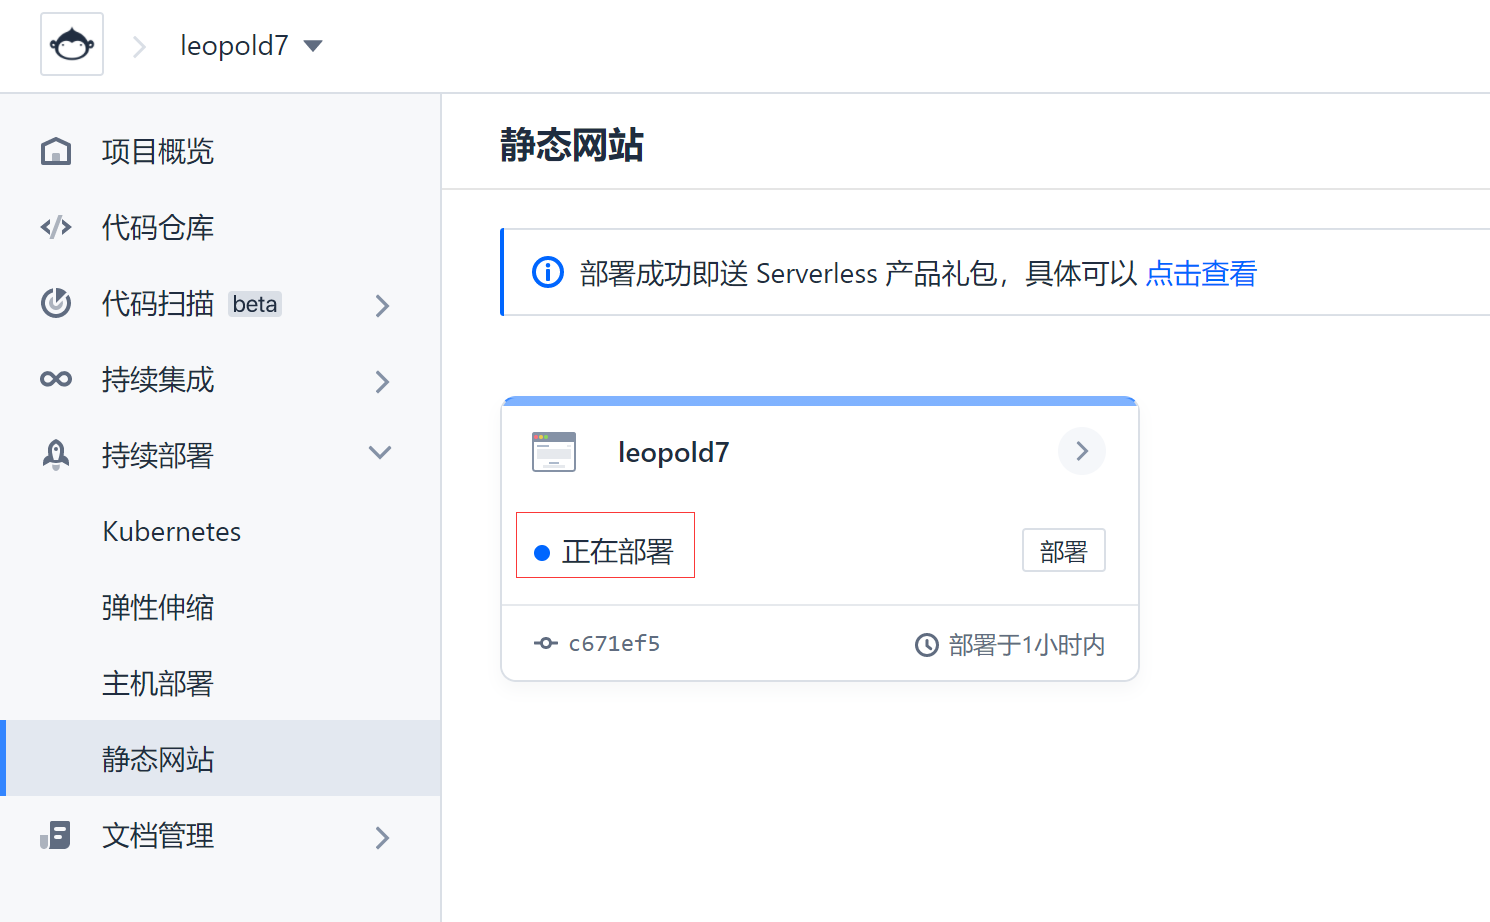 leopold7
项目概览
代码仓库
代码扫描 beta
持续集成
持续部署
Kubernetes
弹性伸缩
主机部署
静态网站
文档管理
静态网站
部署成功即送 Serverless 产品礼包，具体可以 点击查看
leopold7
正在部署
部署
c671ef5
部署于1小时内